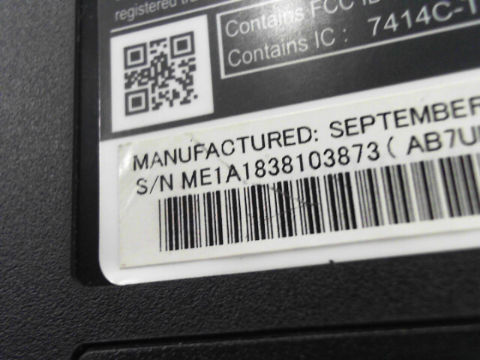 registered
Contains FCC ID
Contains IC : 7414C-
MANUFACTURED: SEPTEMBER
S/N ME1A1838103873 ( AB7U